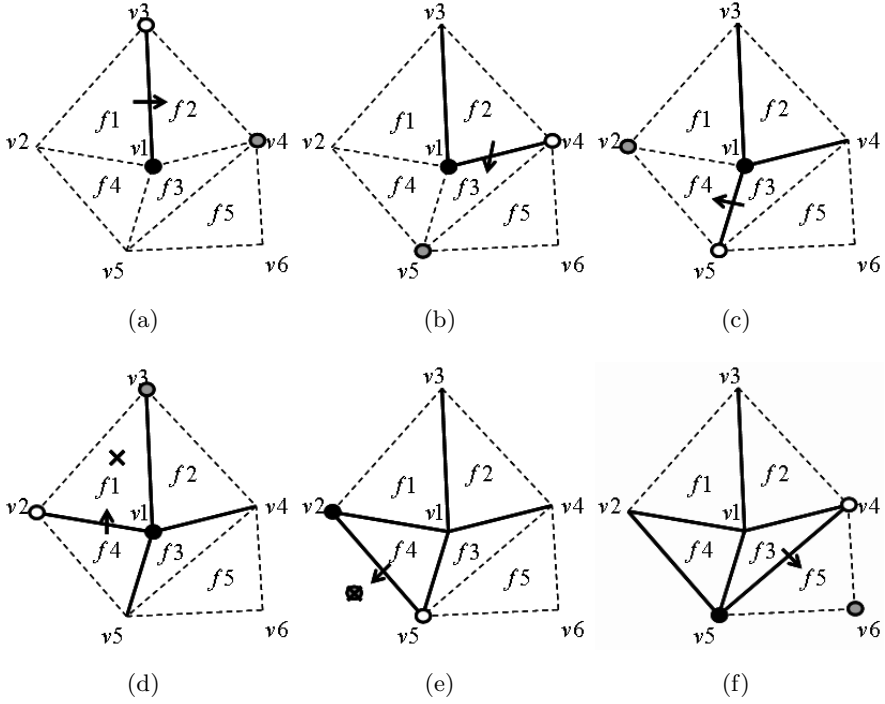 v3 v3 v3
f1 f2 f1 f2 f1 f2
v2 v1 v4 v2 v1 v4 v2 v1 v4
f4 f3 f4 f3 f4 f3
f5 f5 f5
v5 v6 v5 v6 v5 v6
(a) (b) (c)
v3 v3 v3
f1 f2 f1 f2 f1 f2
v2 v1 v4 v2 v1 v4 v2 v1 v4
f4 f3 f4 f3 f4 f3
f5 f5 f5
v5 v6 v5 v6 v5 v6
(d) (e) (f)